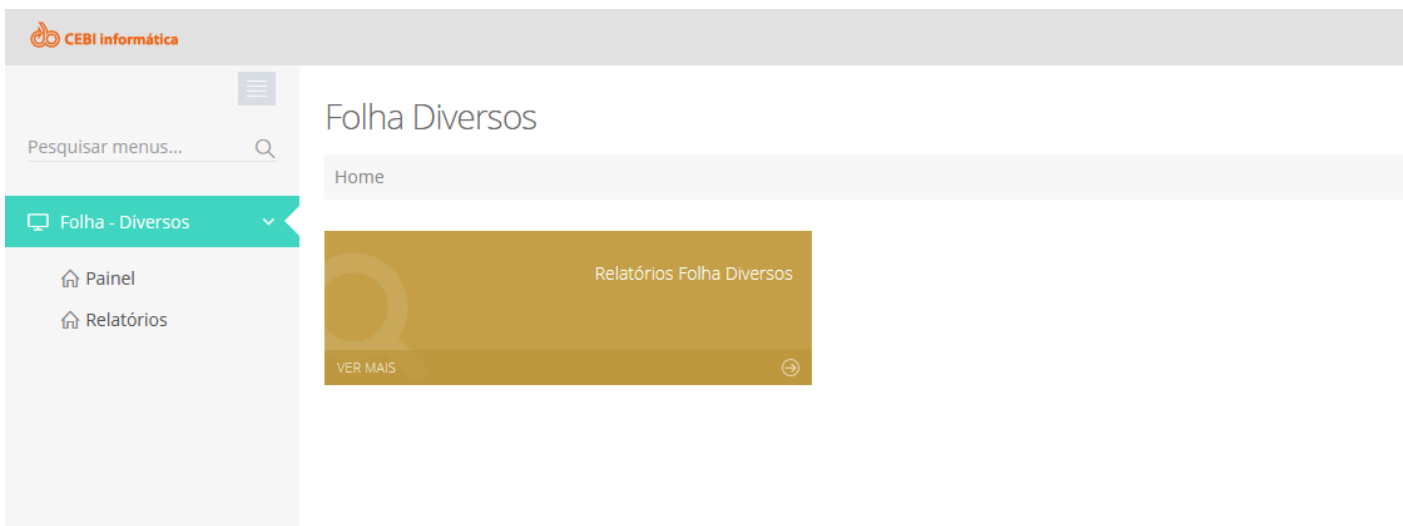 CEBI informática
Pesquisar menus...
Folha - Diversos
Painel
Relatórios
Folha Diversos
Home
Relatórios Folha Diversos
VER MAIS